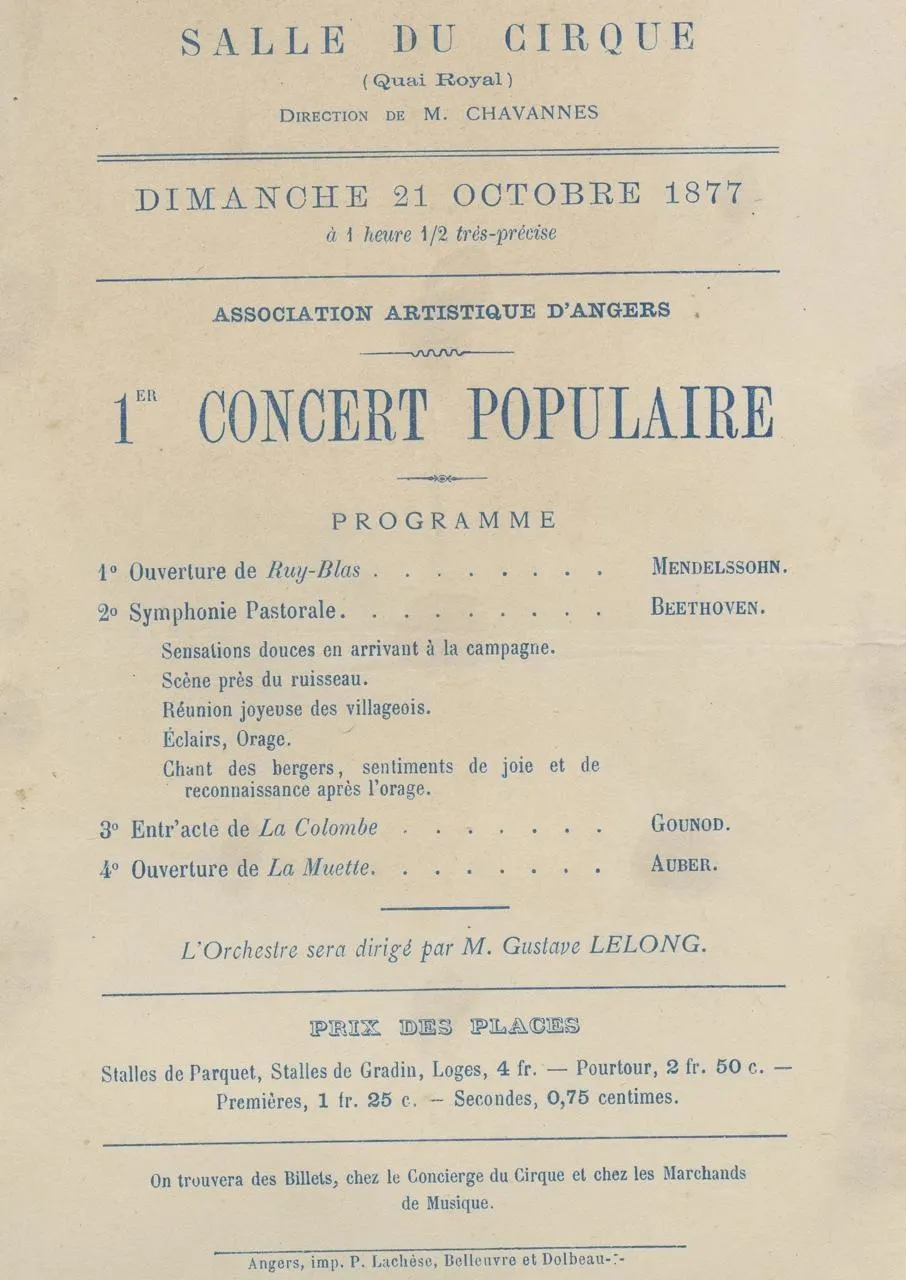 SALLE DU CIRQUE
(Quai Royal)
DIRECTION DE M. CHAVANNES
DIMANCHE 21 OCTOBRE 1877
à 1 heure 1/2 trés-précise
ASSOCIATION ARTISTIQUE D'ANGERS
1ER CONCERT POPULAIRE
PROGRAMME
1º Ouverture de Ruy-Blas . . . . . . . . MENDELSSOHN.
2º Symphonie Pastorale. . . . . . . . . BEETHOVEN.
Sensations douces en arrivant à la campagne.
Scène près du ruisseau.
Réunion joyeuse des villageois.
Éclairs, Orage.
Chant des bergers, sentiments de joie et de
reconnaissance après l'orage.
3º Entr'acte de La Colombe . . . . . . . GOUNOD.
4º Ouverture de La Muette. . . . . . . . AUBER.
L'Orchestre sera dirigé par M. Gustave LELONG.
PRIX DES PLACES
Stalles de Parquet, Stalles de Gradin, Loges, 4 fr. — Pourtour, 2 fr. 50 c. —
Premières, 1 fr. 25 c. — Secondes, 0,75 centimes.
On trouvera des Billets, chez le Concierge du Cirque et chez les Marchands
de Musique.
Angers, imp. P. Lachèse, Belleuvre et Dolbeau-:-